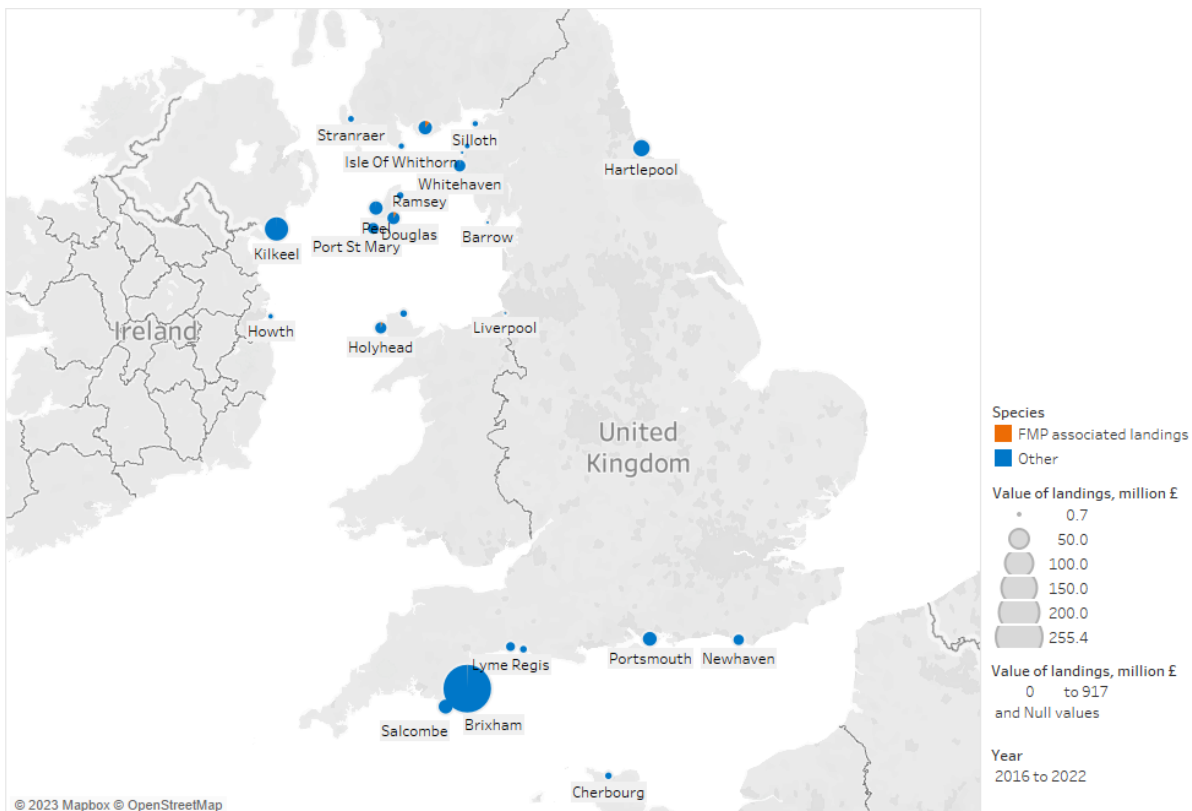 Stranraer
Silloth
Isle Of Whithorn
Whitehaven
Hartlepool
Ramsey
Peel
Douglas
Port St Mary
Barrow
Kilkeel
Ireland
Howth
Liverpool
Holyhead
United
Kingdom
Species
FMP associated landings
Other
Value of landings, million £
0.7
50.0
100.0
150.0
200.0
255.4
Lyme Regis
Portsmouth
Newhaven
Value of landings, million £
0 to 917
and Null values
Salcombe
Brixham
Year
2016 to 2022
Cherbourg
© 2023 Mapbox © OpenStreetMap